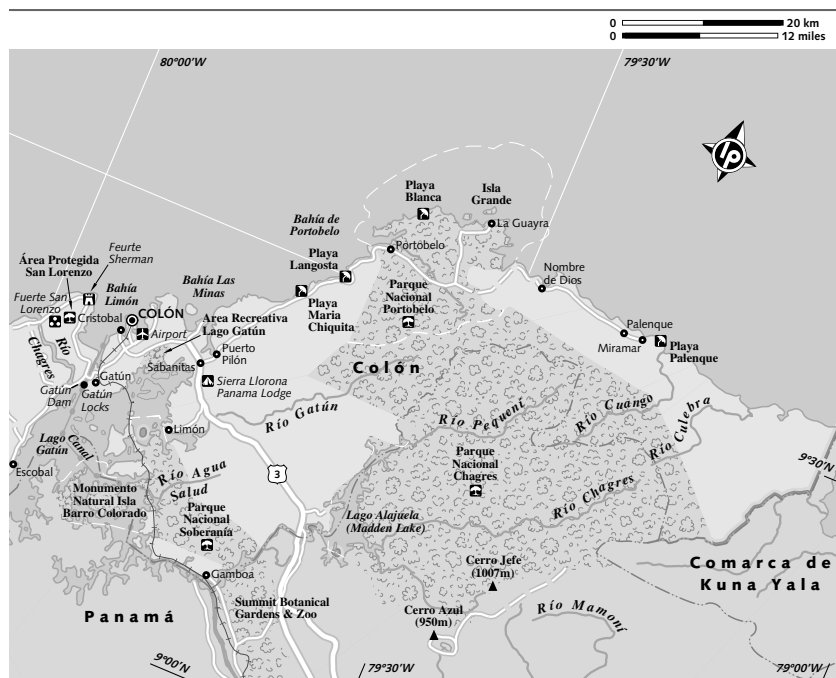 0 20 km
0 12 miles
80°00'W
79°30'W
lp
Playa
Blanca
Isla
Grande
La Guayra
Bahía de
Portobelo
Portobelo
Feurte
Sherman
Área Protegida
San Lorenzo
Playa
Langosta
Nombre
de Dios
Bahía Las
Minas
Bahía
Limón
Parque
Nacional
Portobelo
Fuerte San
Lorenzo
Cristobal
COLÓN
Playa
Maria
Chiquita
Area Recreativa
Lago Gatún
Airport
Palenque
Miramar
Playa
Palenque
Río
Chagres
Puerto
Pilón
Sabanitas
Colón
Gatún
Gatún
Dam
Gatún
Locks
Sierra Llorona
Panama Lodge
Río Gatún
Río Pequení
Río Cuango
Río Culebra
Limón
Lago
Gatún
Canal
Escobal
Río Agua
Salud
3
Parque
Nacional
Chagres
9°30'N
Monumento
Natural Isla
Barro Colorado
Río Chagres
Parque
Nacional
Soberanía
Lago Alajuela
(Madden Lake)
Cerro Jefe
(1007m)
Comarca de
Kuna Yala
Gamboa
Panamá
Summit Botanical
Gardens & Zoo
Cerro Azul
(950m)
Río Mamoní
9°00'N
79°30'W
79°00'W